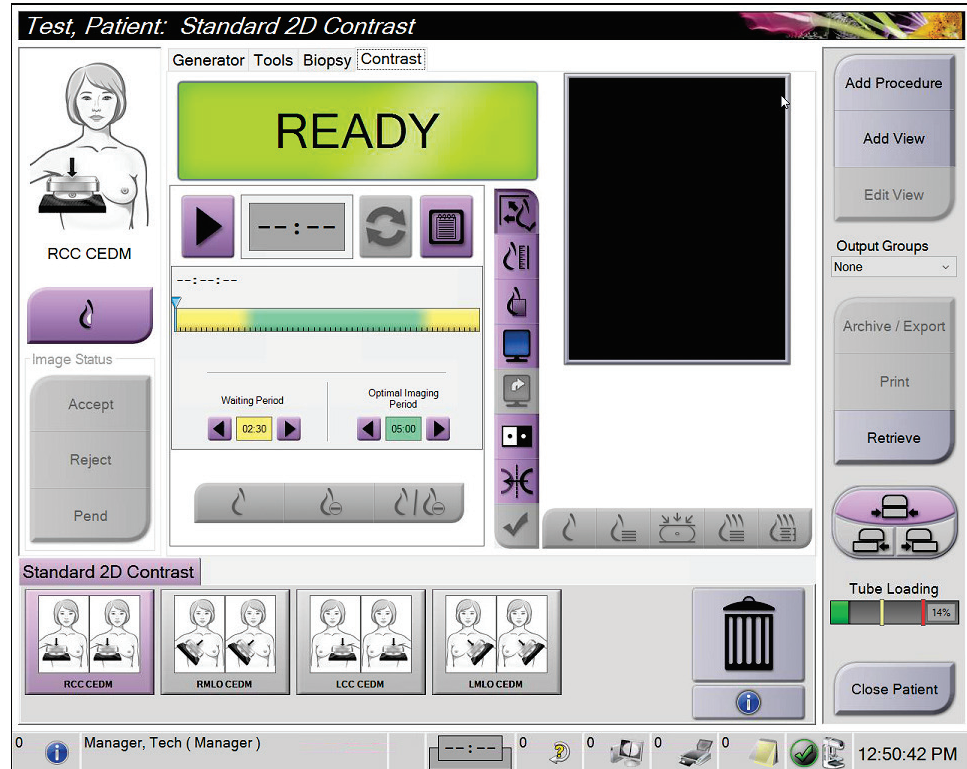 Test, Patient:  Standard 2D Contrast
Generator Tools Biopsy Contrast
READY
RCC CEDM
--:--
--:--:--
Waiting Period
Optimal Imaging
Period
02:30
05:00
Image Status
Accept
Reject
Pend
Add Procedure
Add View
Edit View
Output Groups
None
Archive / Export
Print
Retrieve
Tube Loading
14%
Close Patient
Standard 2D Contrast
RCC CEDM
RMLO CEDM
LCC CEDM
LMLO CEDM
0
Manager, Tech ( Manager )
--:--
0
0
0
0
12:50:42 PM